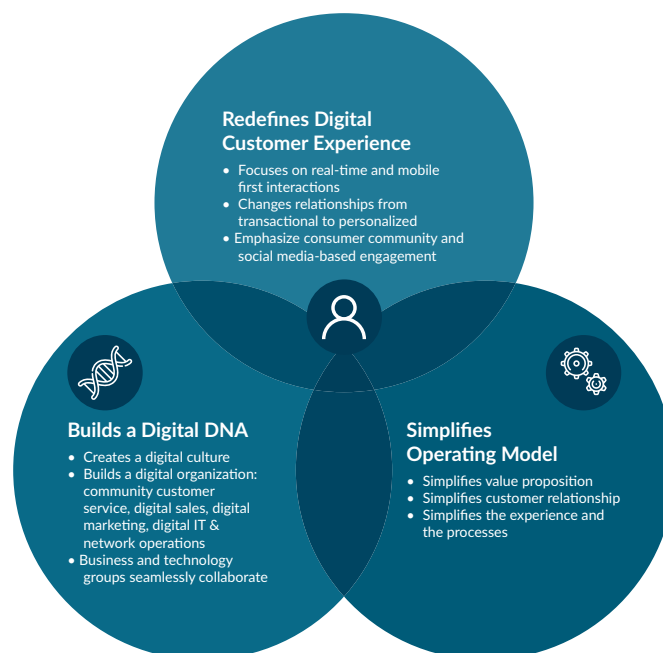 Redefines Digital
Customer Experience
• Focuses on real-time and mobile
first interactions
• Changes relationships from
transactional to personalized
• Emphasize consumer community and
social media-based engagement
Builds a Digital DNA
• Creates a digital culture
• Builds a digital organization:
community customer
service, digital sales, digital
marketing, digital IT &
network operations
• Business and technology
groups seamlessly collaborate
Simplifies
Operating Model
• Simplifies value proposition
• Simplifies customer relationship
• Simplifies the experience and
the processes